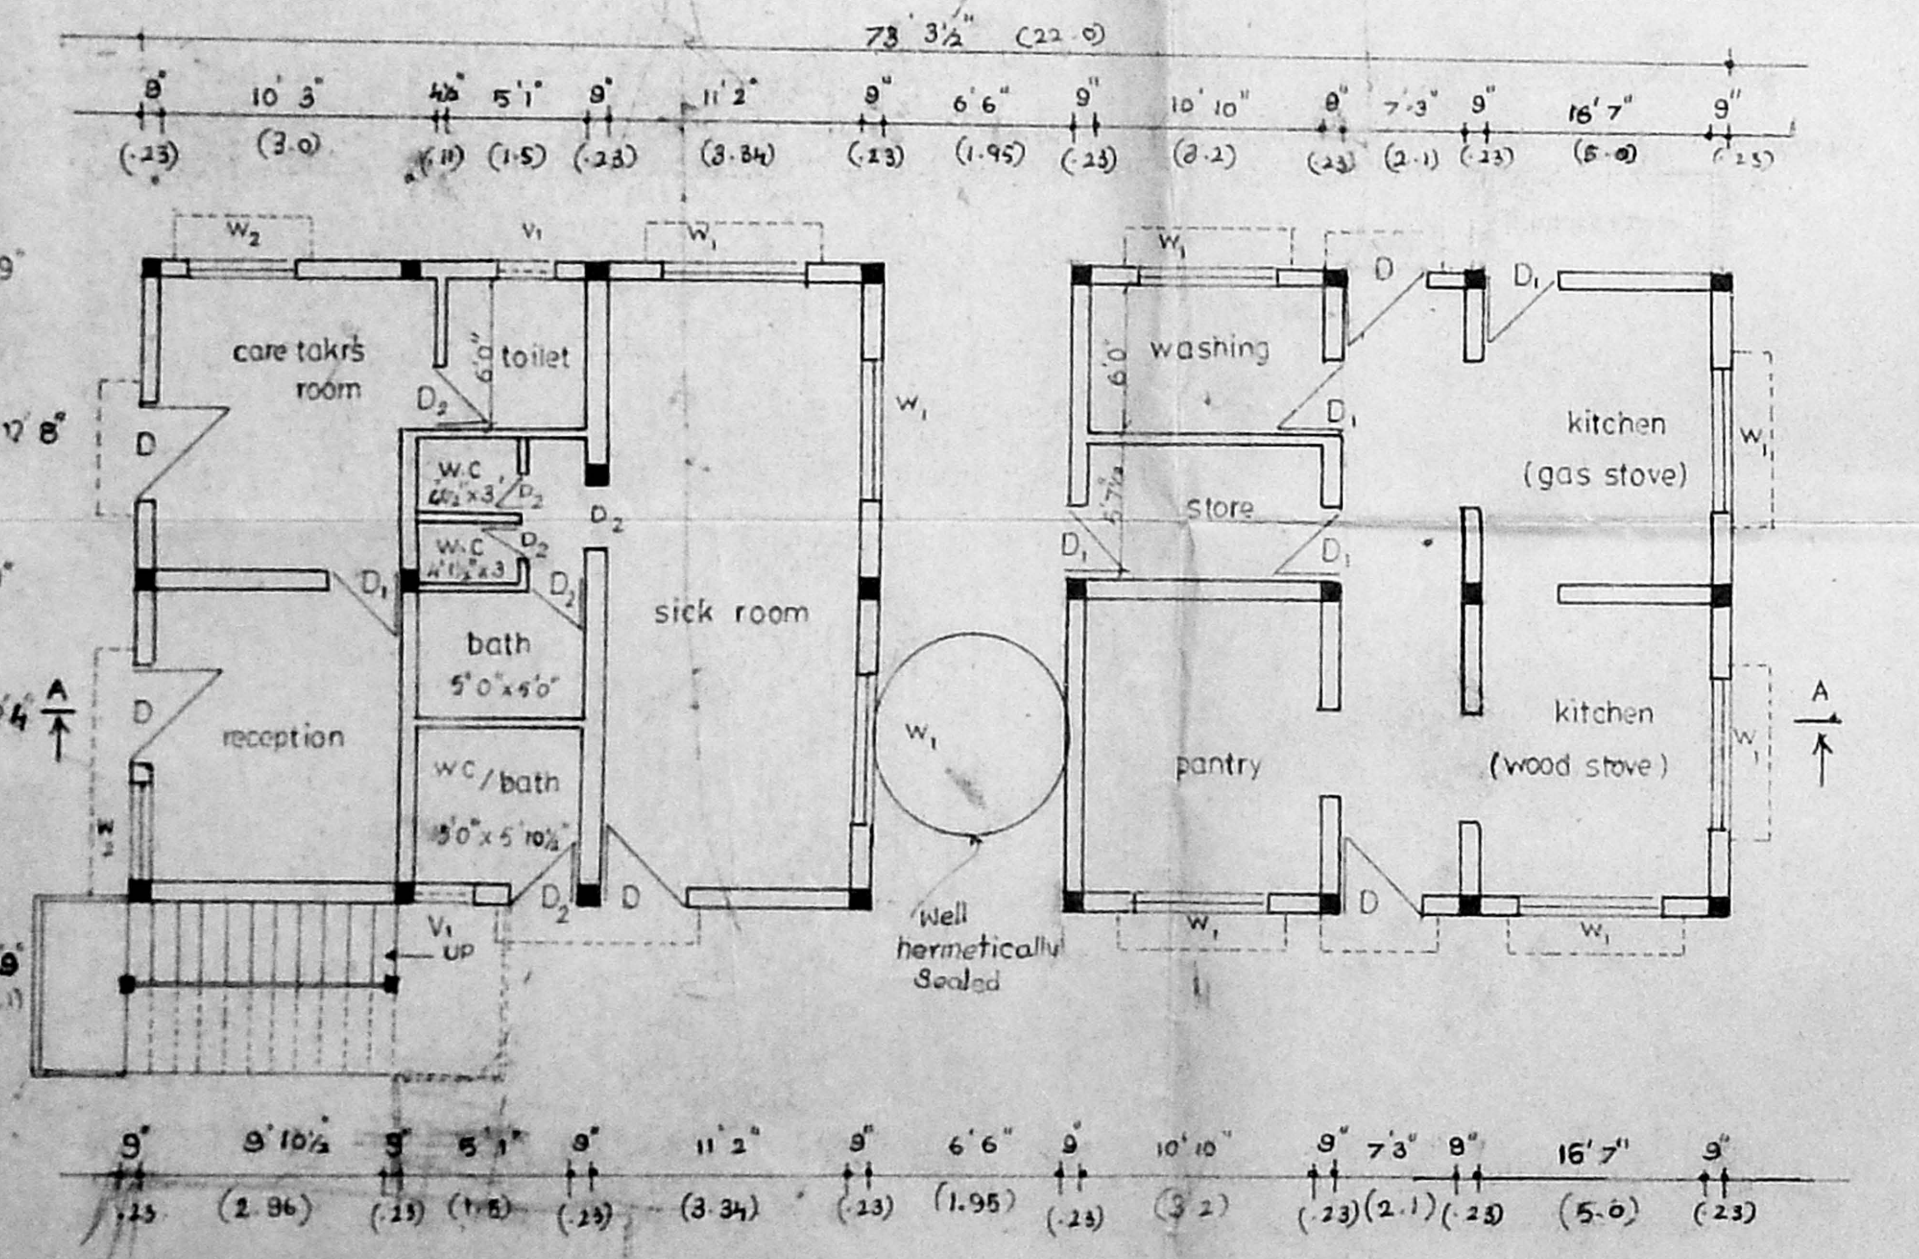 73' 3½" (22.0)
9" 10' 3" 4½" 5' 1" 9" 11' 2" 9" 6' 6" 9" 10' 10" 9" 7'.3" 9" 16' 7" 9"
(.23) (3.0) (.11) (1.5) (.23) (3.34) (.23) (1.95) (.23) (3.2) (.23) (2.1) (.23) (5.0) (.23)
W2 V1 W1 W1 D D1
9"
care takr's
room
6'0"
toilet
6'0"
washing
D2
W1
D1
kitchen
(gas stove)
W1
12' 8"
D
W.C
4'1½" x 3'
D2
D2
W.C
4'1½" x 3
D2
5'7½
store
D1
D1
D1
D2
sick room
bath
5'0" x 5'0"
A
D
reception
W1
pantry
kitchen
(wood stove)
W1
A
WC/bath
5'0" x 5'10½"
D2
D
V1
UP
Well
hermetically
Sealed
W1
D
W1
9"
9" 9' 10½" 9" 5' 1" 9" 11' 2" 9" 6' 6" 9" 10' 10" 9" 7' 3" 9" 16' 7" 9"
.23 (2.96) (.23) (1.5) (.23) (3.34) (.23) (1.95) (.23) (3.2) (.23) (2.1) (.23) (5.0) (.23)